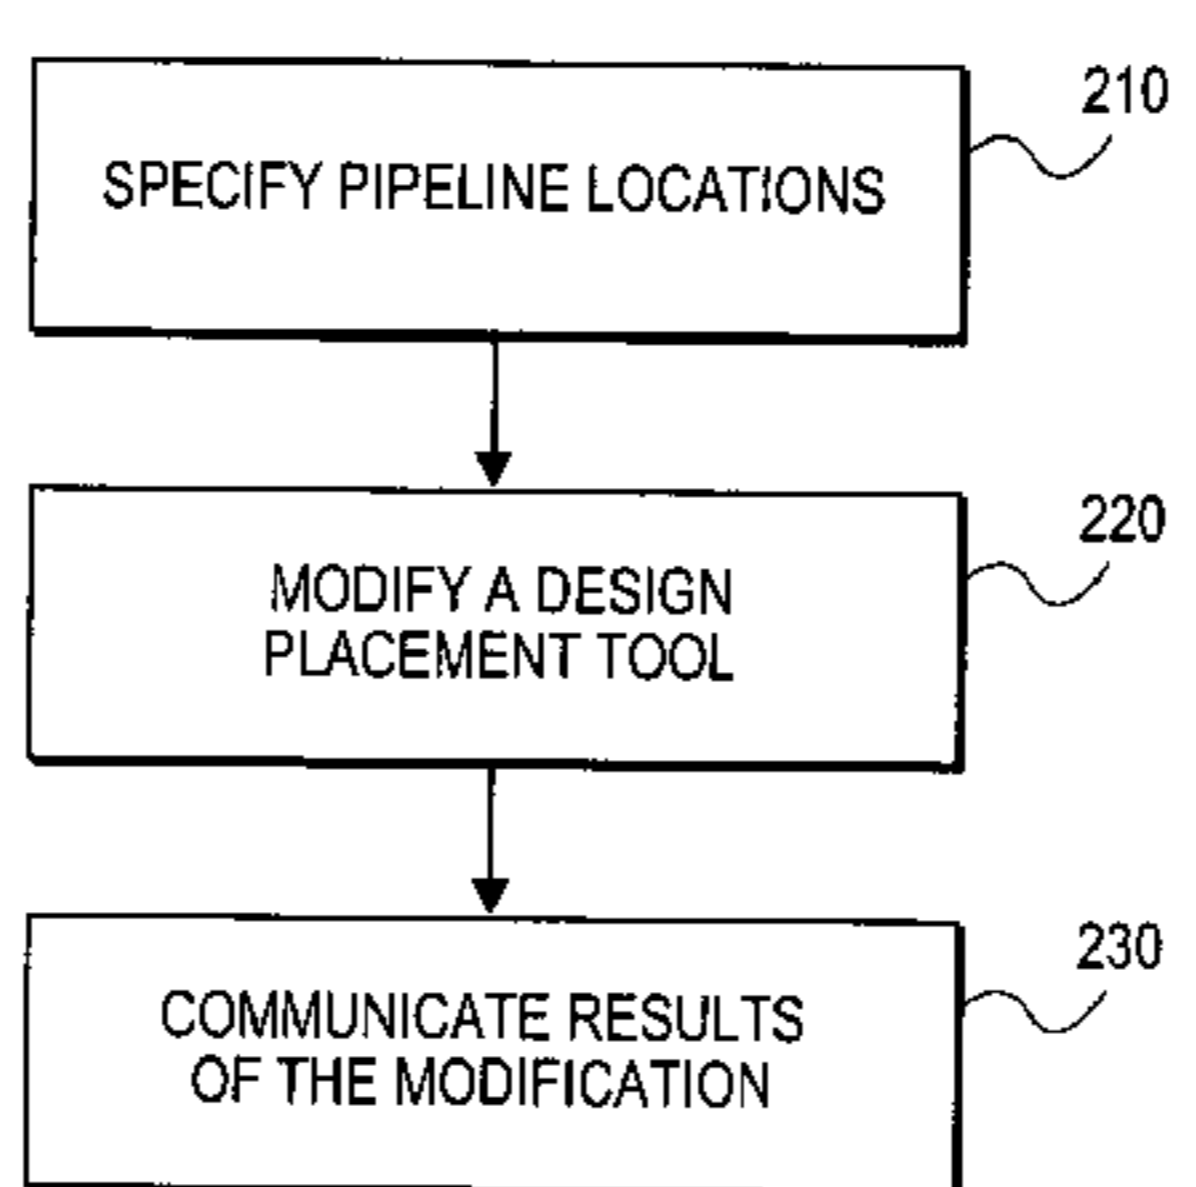 SPECIFY PIPELINE LOCATIONS
210
MODIFY A DESIGN
PLACEMENT TOOL
220
COMMUNICATE RESULTS
OF THE MODIFICATION
230